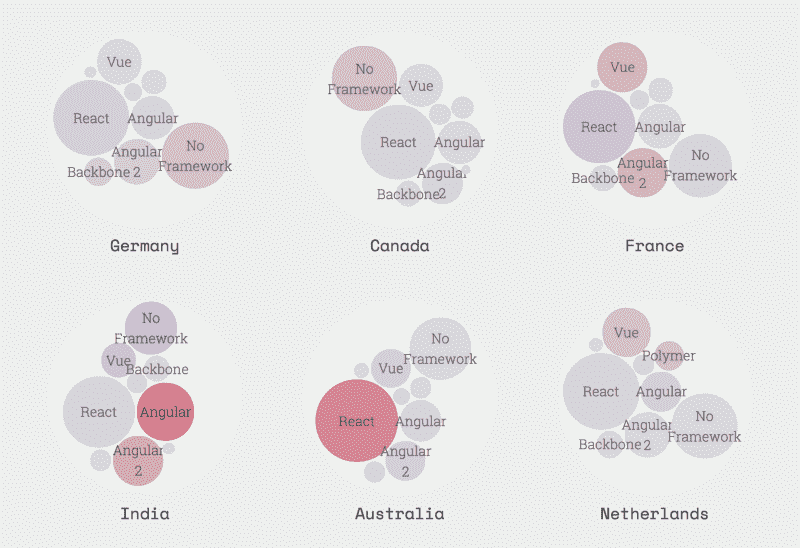 Vue
React
Angular
No
Framework
Angular
2
Backbone
Germany
No
Framework
Vue
React
Angular
Angular
2
Backbone
Canada
Vue
React
Angular
No
Framework
Angular
2
Backbone
France
No
Framework
Vue
Backbone
React
Angular
Angular
2
India
No
Framework
Vue
React
Angular
Angular
2
Australia
Vue
Polymer
React
Angular
No
Framework
Angular
2
Backbone
Netherlands